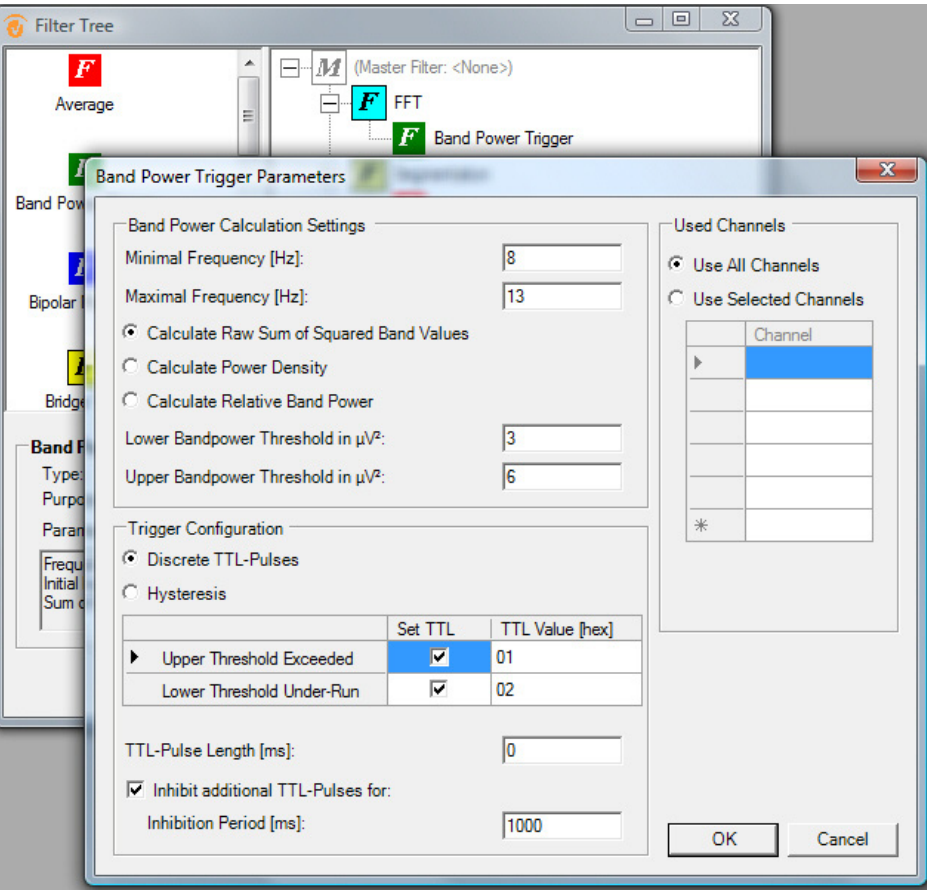 Filter Tree
F
Average
Band Pow
Bipolar
Bridge
M (Master Filter: <None>)
F FFT
F Band Power Trigger
Band Power Trigger Parameters
Band Power Calculation Settings
Minimal Frequency [Hz]: 8
Maximal Frequency [Hz]: 13
Calculate Raw Sum of Squared Band Values
Calculate Power Density
Calculate Relative Band Power
Lower Bandpower Threshold in µV²: 3
Upper Bandpower Threshold in µV²: 6
Trigger Configuration
Discrete TTL-Pulses
Hysteresis
Set TTL TTL Value [hex]
Upper Threshold Exceeded 01
Lower Threshold Under-Run 02
TTL-Pulse Length [ms]: 0
Inhibit additional TTL-Pulses for:
Inhibition Period [ms]: 1000
Used Channels
Use All Channels
Use Selected Channels
Channel
OK Cancel
Band P
Type:
Purpo
Param
Frequ
Initial
Sum o